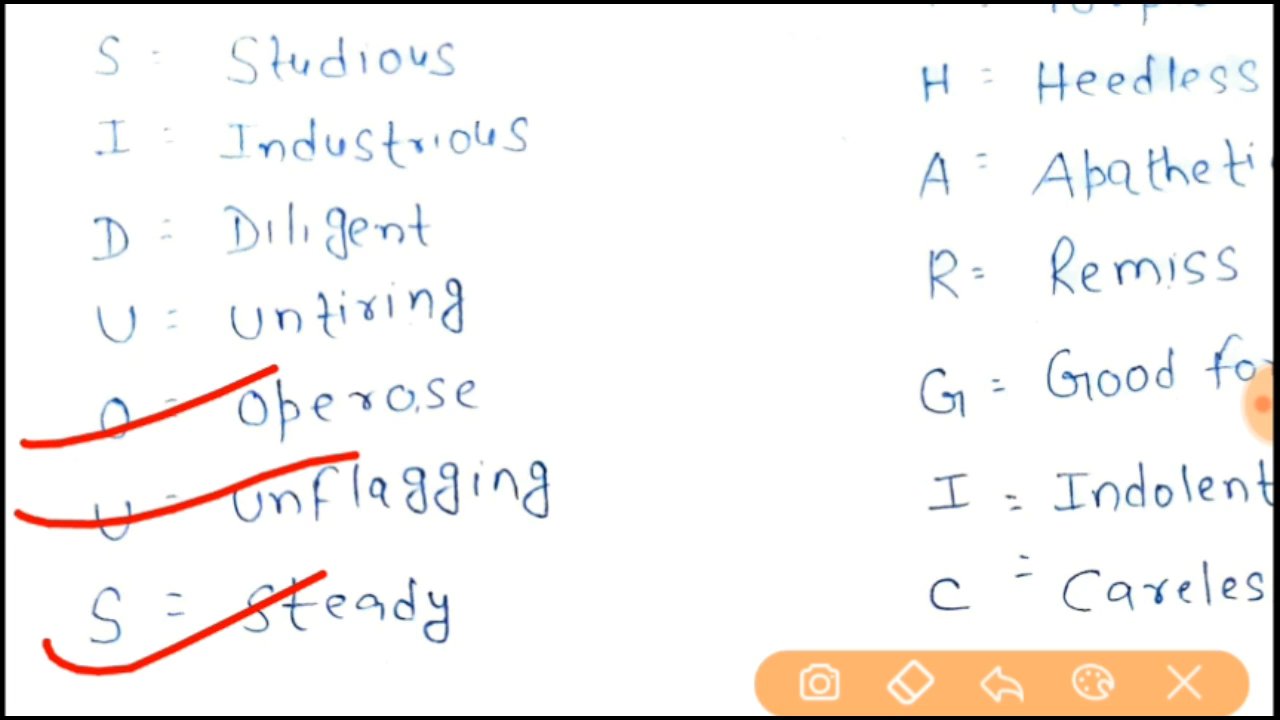 S = Studious
I = Industrious
D = Diligent
U = Untiring
O = Operose
U = Unflagging
S = Steady
H = Heedless
A = Apatheti
R = Remiss
G = Good fo
I = Indolent
C = Careles